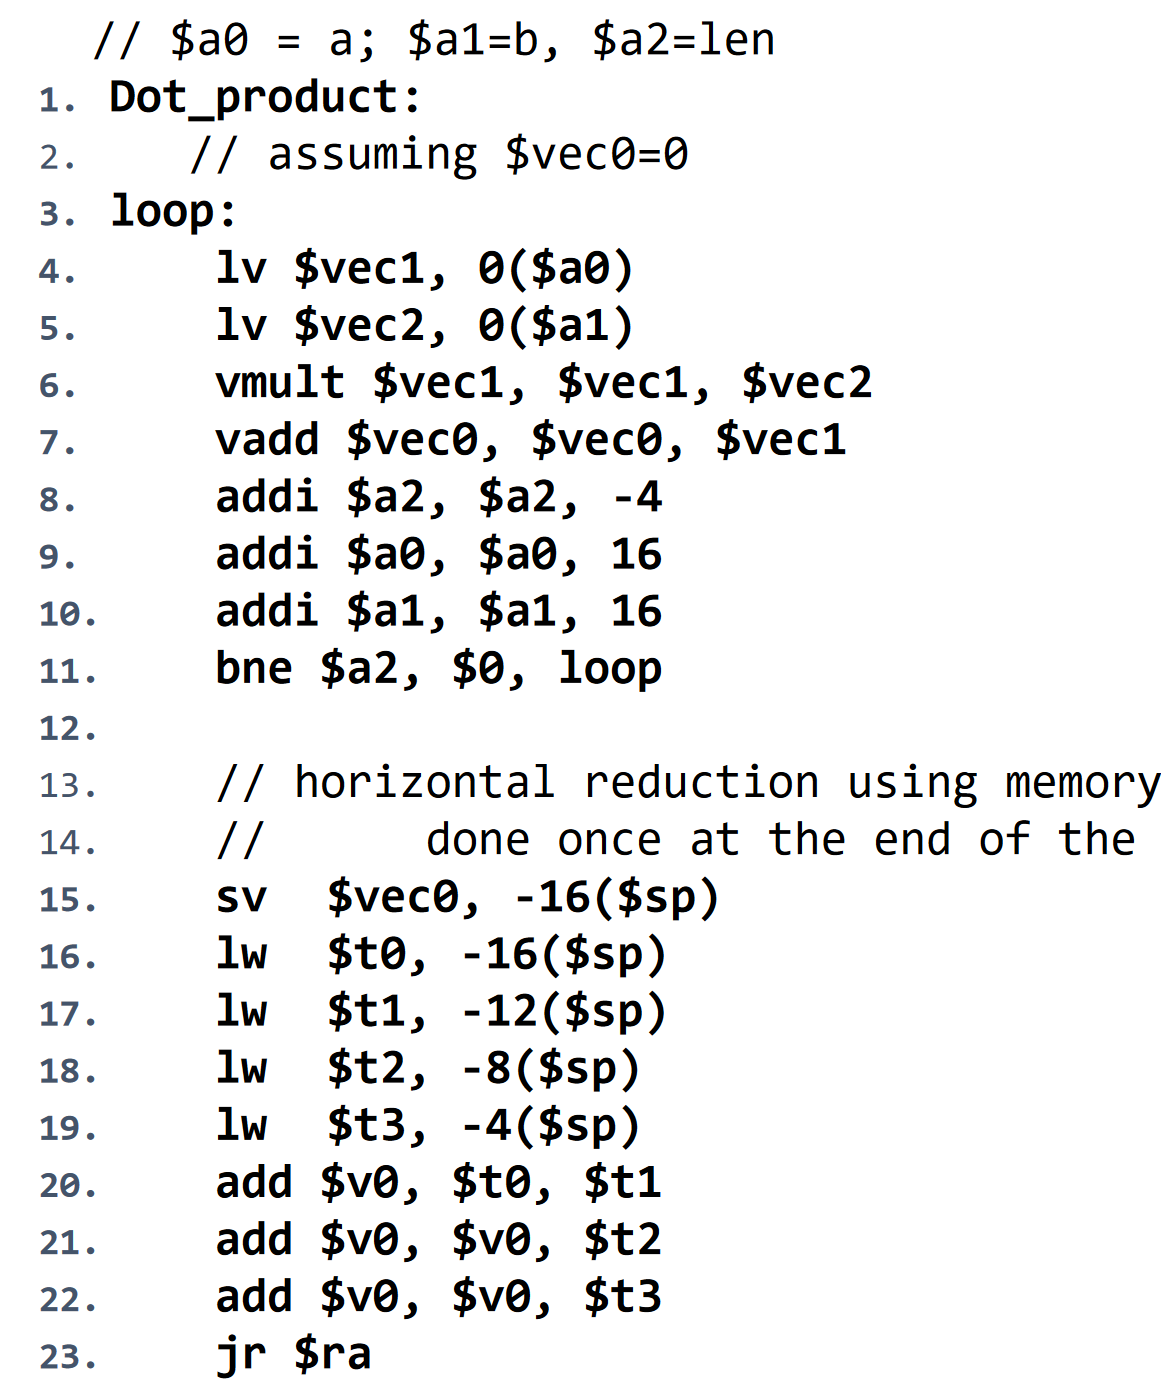 // $a0 = a; $a1=b, $a2=len
1. Dot_product:
2. // assuming $vec0=0
3. loop:
4. lv $vec1, 0($a0)
5. lv $vec2, 0($a1)
6. vmult $vec1, $vec1, $vec2
7. vadd $vec0, $vec0, $vec1
8. addi $a2, $a2, -4
9. addi $a0, $a0, 16
10. addi $a1, $a1, 16
11. bne $a2, $0, loop
12.
13. // horizontal reduction using memory
14. // done once at the end of the
15. sv $vec0, -16($sp)
16. lw $t0, -16($sp)
17. lw $t1, -12($sp)
18. lw $t2, -8($sp)
19. lw $t3, -4($sp)
20. add $v0, $t0, $t1
21. add $v0, $v0, $t2
22. add $v0, $v0, $t3
23. jr $ra